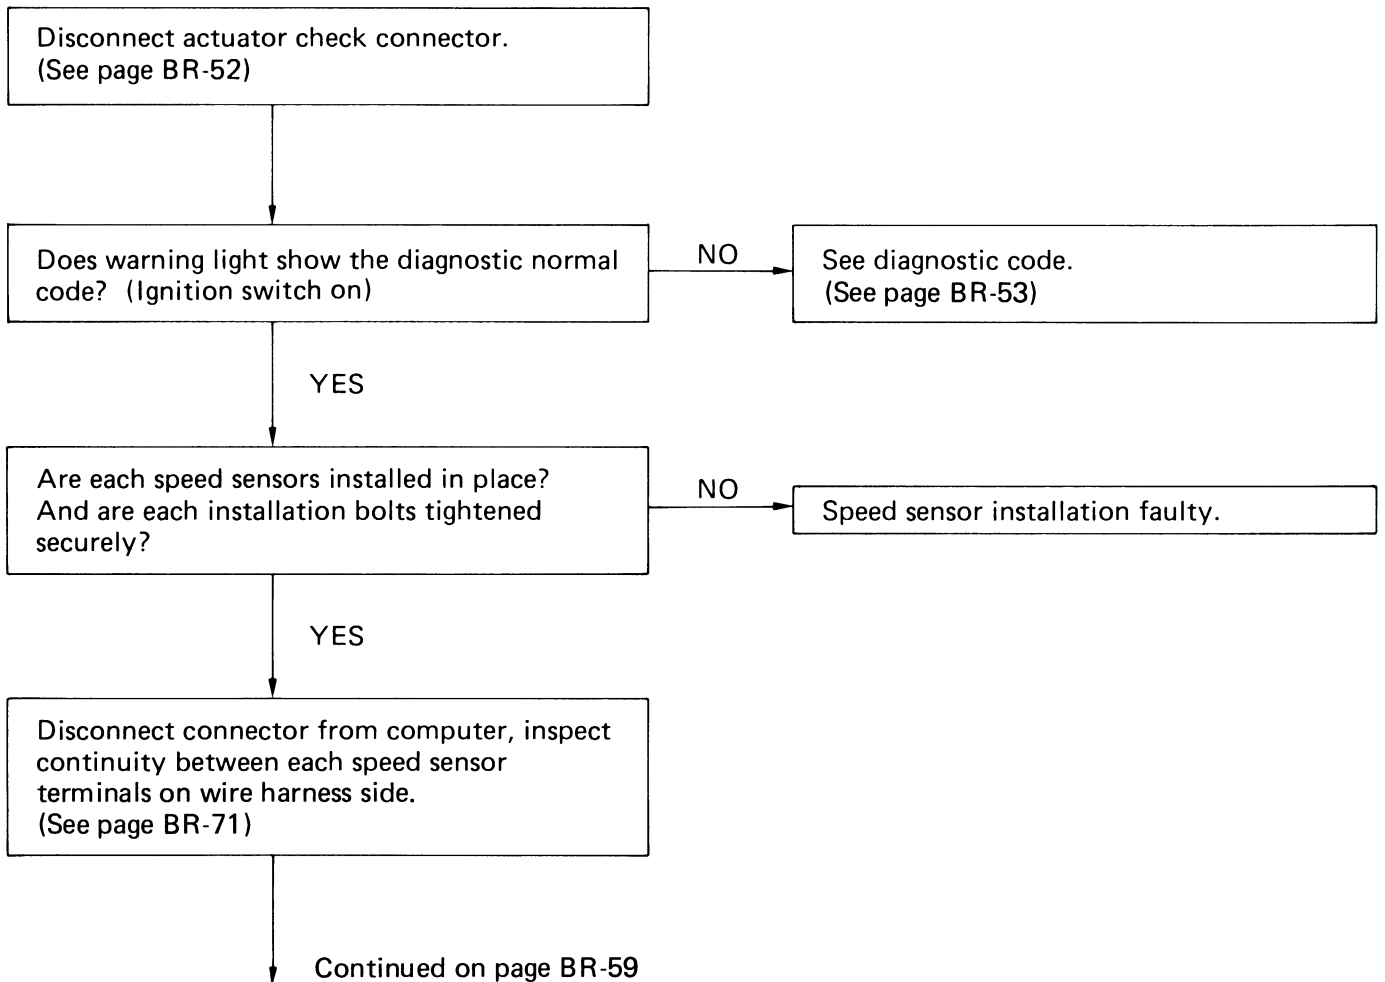 Disconnect actuator check connector.
(See page BR-52)
Does warning light show the diagnostic normal
code? (Ignition switch on)
NO
See diagnostic code.
(See page BR-53)
YES
Are each speed sensors installed in place?
And are each installation bolts tightened
securely?
NO
Speed sensor installation faulty.
YES
Disconnect connector from computer, inspect
continuity between each speed sensor
terminals on wire harness side.
(See page BR-71)
Continued on page BR-59